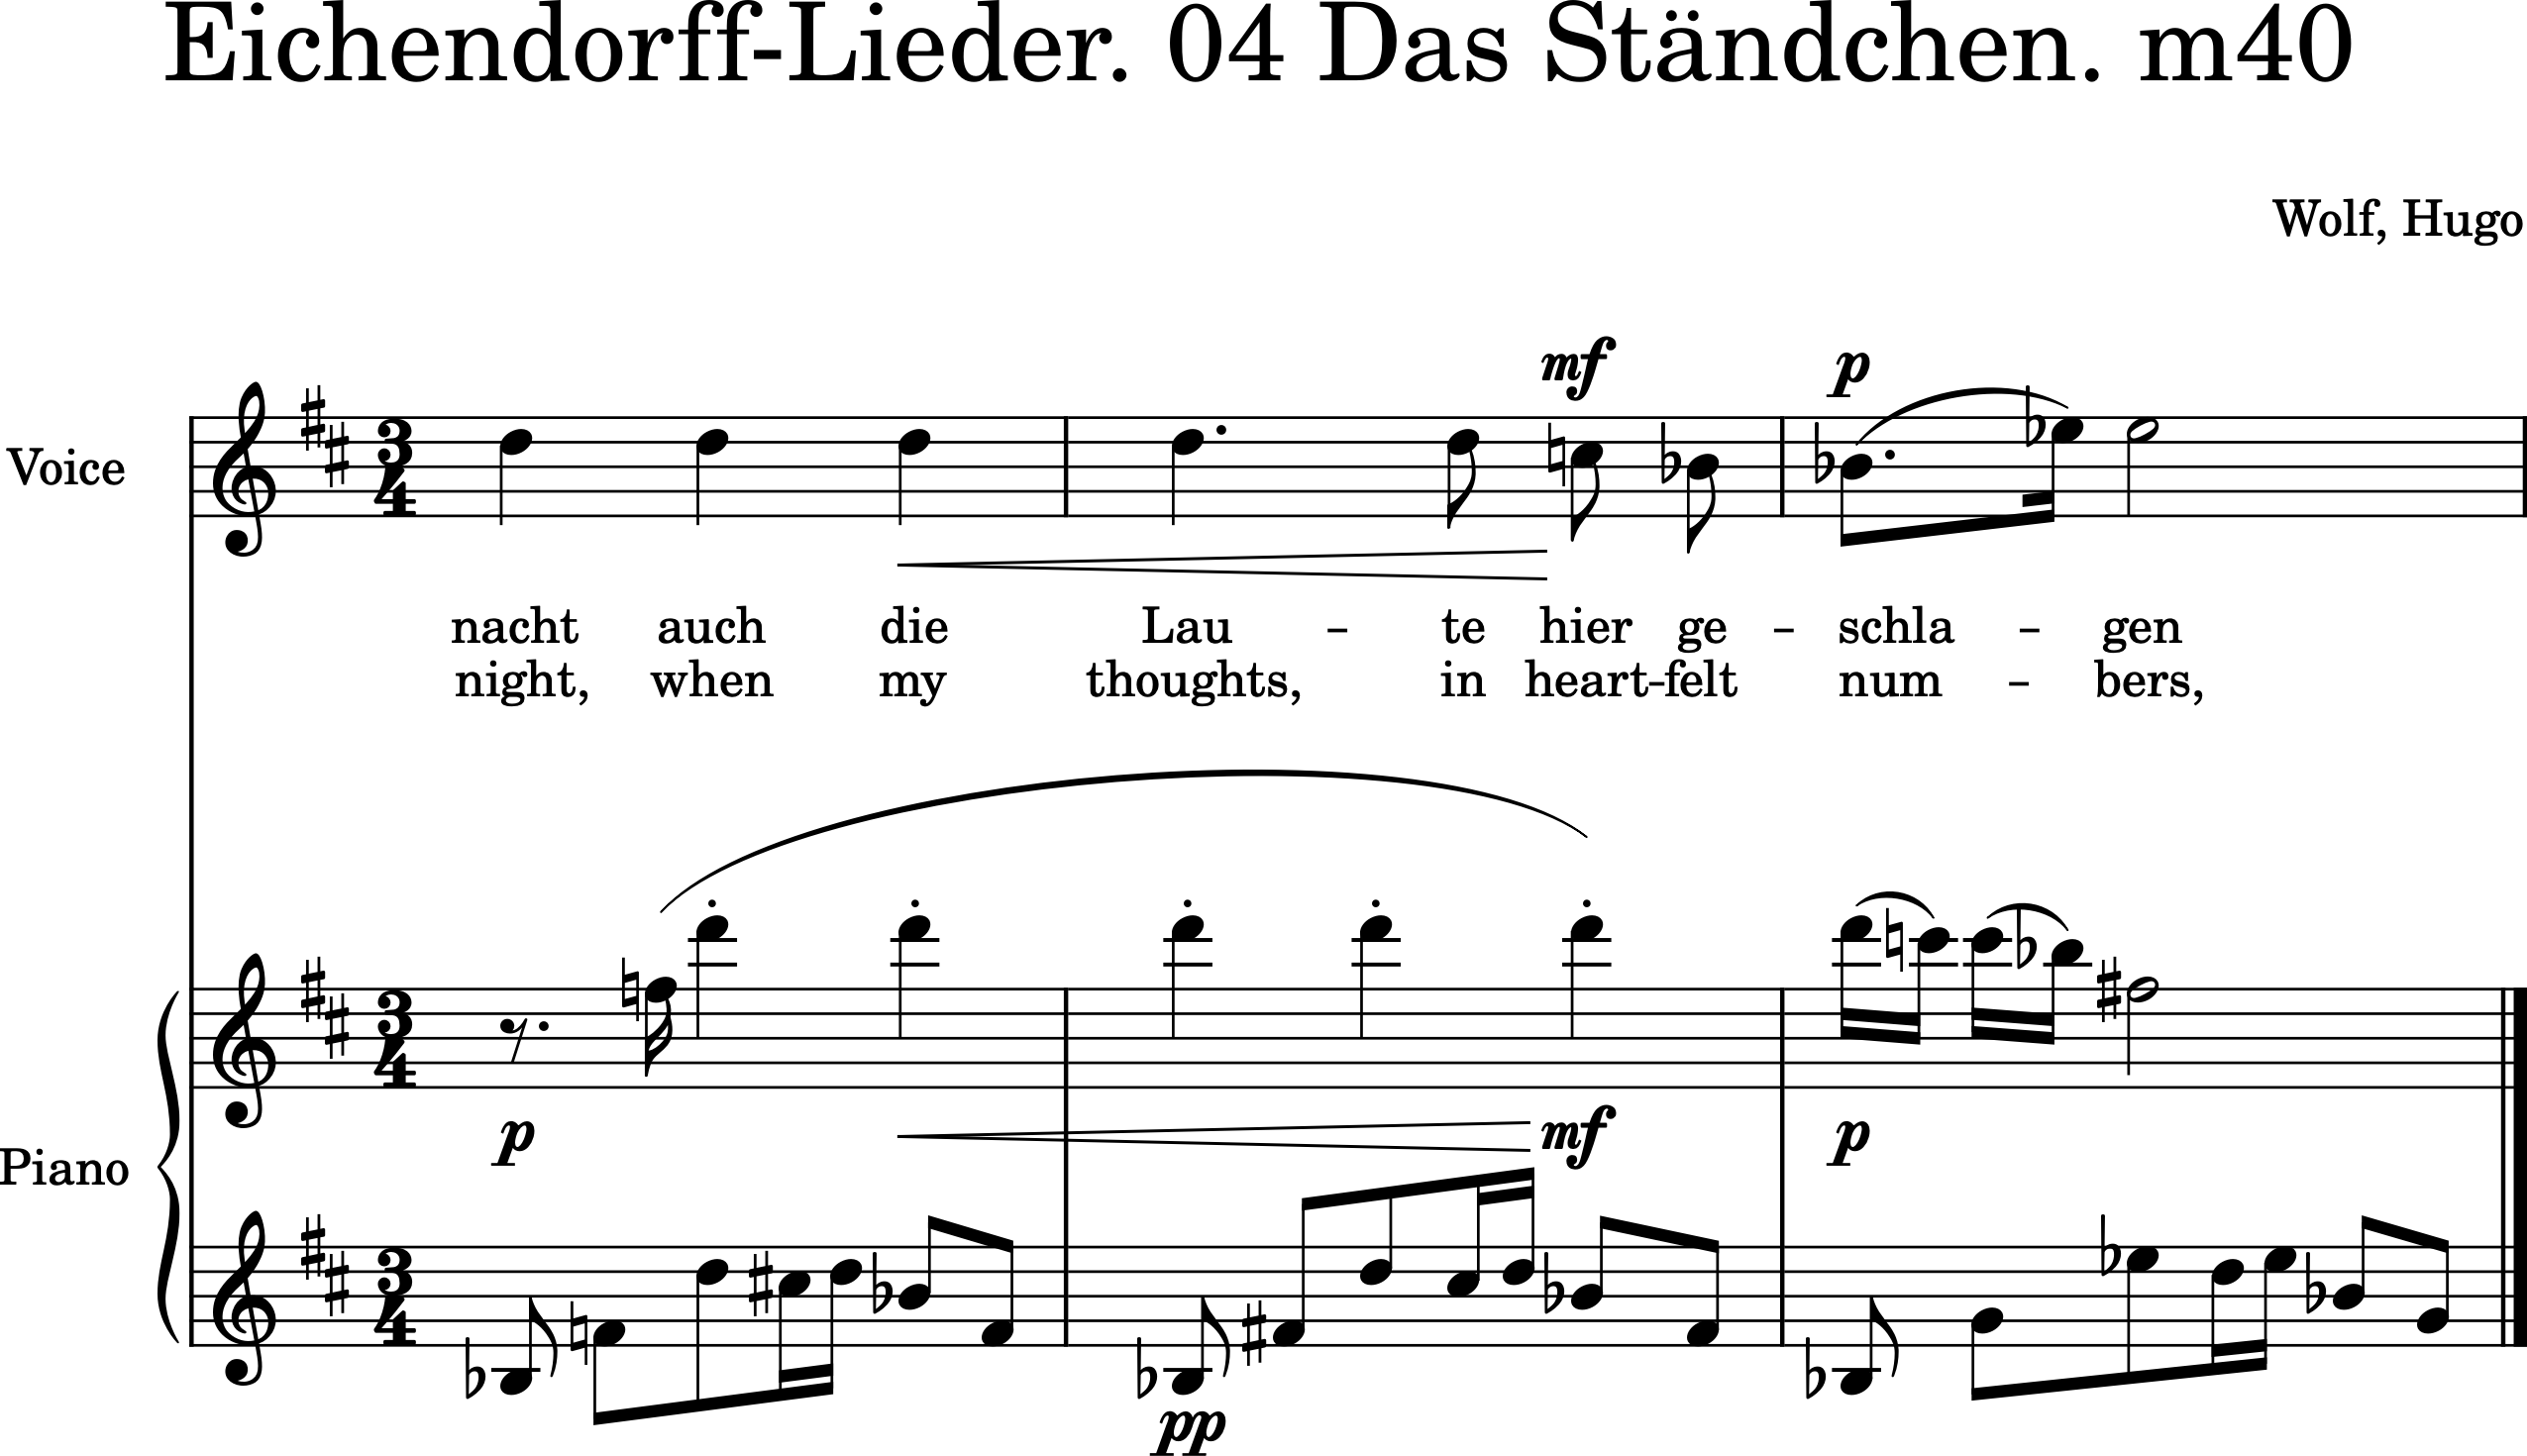 Eichendorff-Lieder. 04 Das Ständchen. m40
Wolf, Hugo
mf p
Voice
nacht auch die Lau – te hier ge – schla – gen
night, when my thoughts, in heart–felt num – bers,
p mf p
Piano
pp